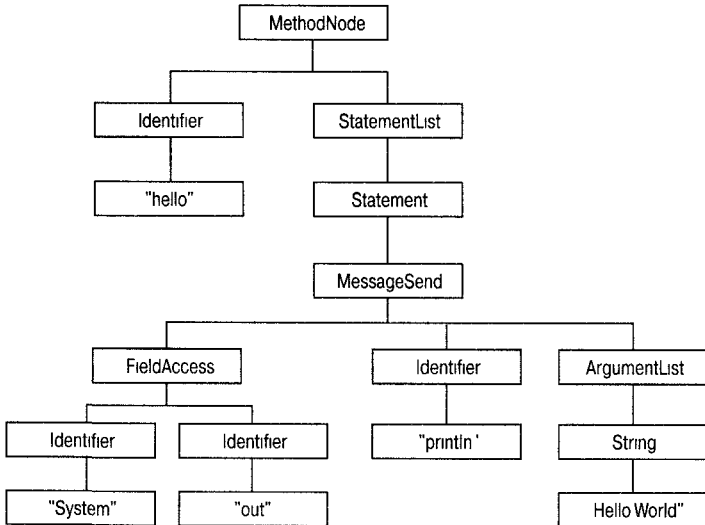 MethodNode
Identifier
StatementList
"hello"
Statement
MessageSend
FieldAccess
Identifier
ArgumentList
Identifier
Identifier
"println'
String
"System"
"out"
Hello World"